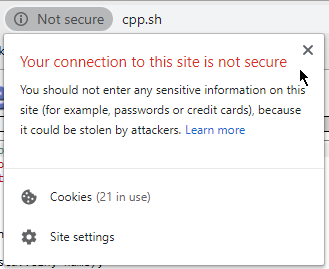 Not secure cpp.sh
Your connection to this site is not secure
You should not enter any sensitive information on this
site (for example, passwords or credit cards), because
it could be stolen by attackers. Learn more
Cookies (21 in use)
Site settings